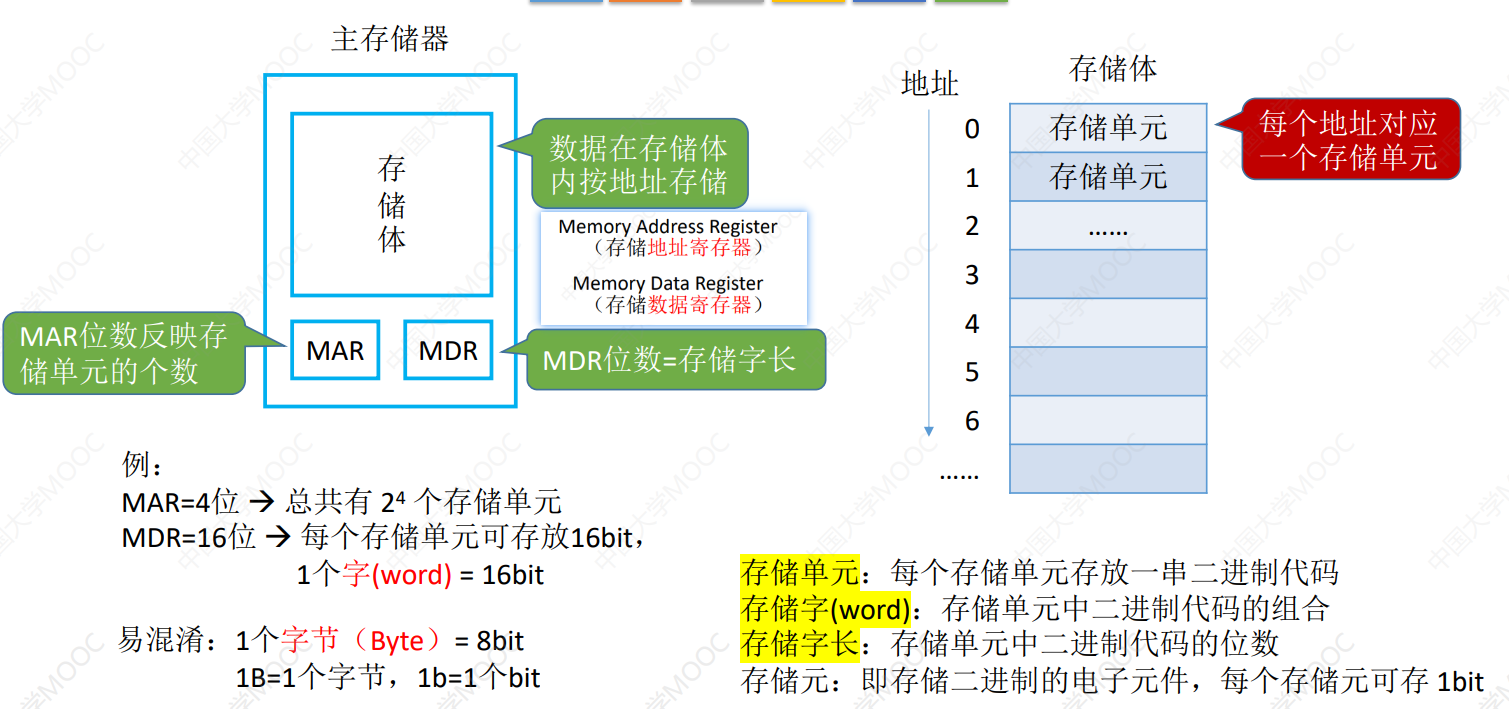 主存储器
存
储
体
MAR
MDR
数据在存储体
内按地址存储
Memory Address Register
（存储地址寄存器）
Memory Data Register
（存储数据寄存器）
MAR位数反映存
储单元的个数
MDR位数=存储字长
地址
存储体
0
存储单元
1
存储单元
2
……
3
4
5
6
……
每个地址对应
一个存储单元
例：
MAR=4位 → 总共有 2⁴ 个存储单元
MDR=16位 → 每个存储单元可存放16bit，
1个字(word) = 16bit
易混淆：1个字节（Byte）= 8bit
1B=1个字节，1b=1个bit
存储单元：每个存储单元存放一串二进制代码
存储字(word)：存储单元中二进制代码的组合
存储字长：存储单元中二进制代码的位数
存储元：即存储二进制的电子元件，每个存储元可存 1bit
中国大学MOOC